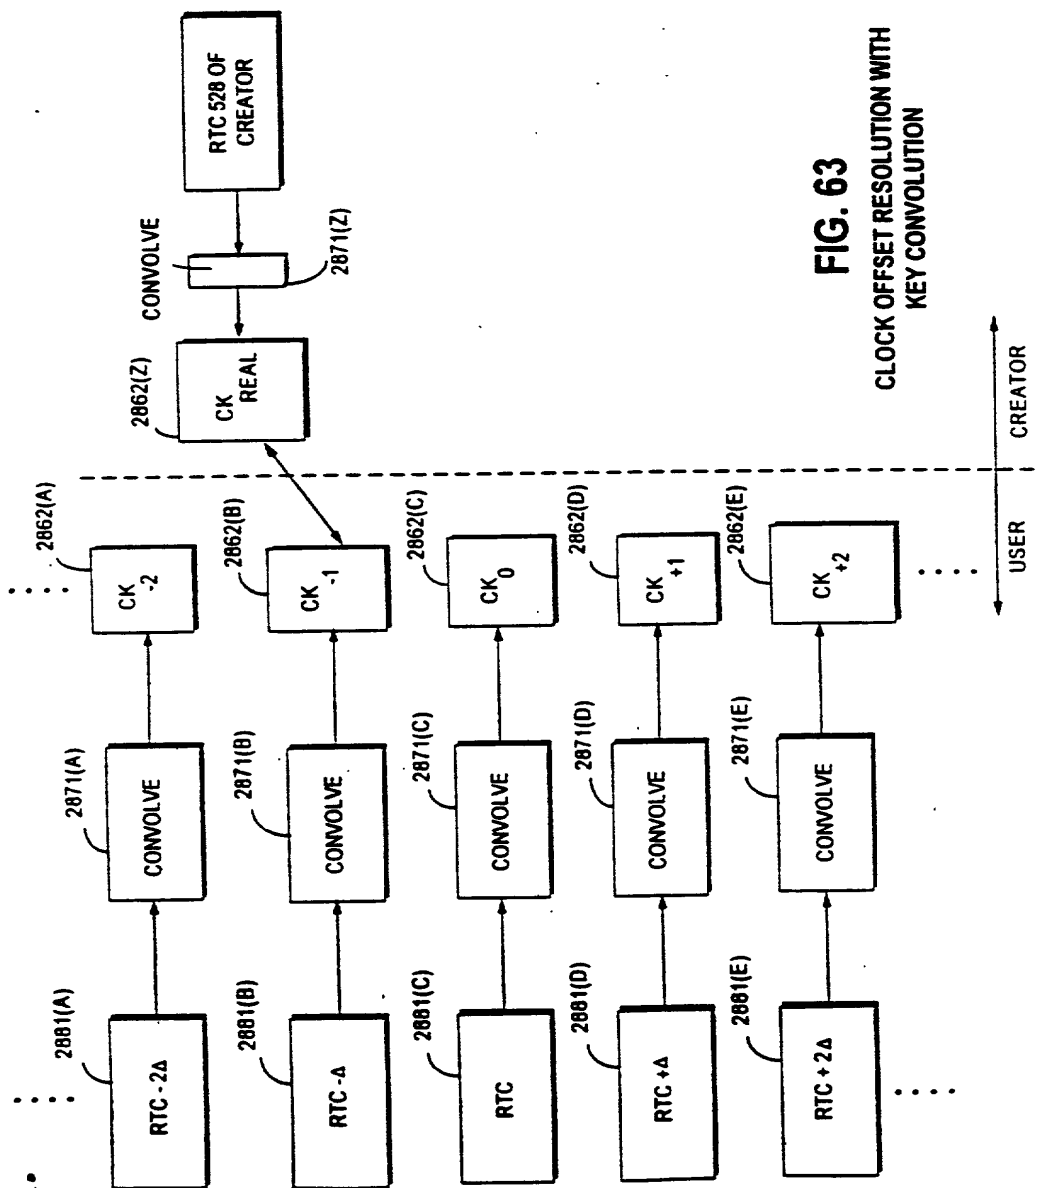 2881(A)
2871(A)
2862(A)
RTC - 2Δ
CONVOLVE
CK -2
2862(Z)
CONVOLVE
CK REAL
2871(Z)
RTC 528 OF
CREATOR
2881(B)
2871(B)
2862(B)
RTC -Δ
CONVOLVE
CK -1
2881(C)
2871(C)
2862(C)
RTC
CONVOLVE
CK 0
2881(D)
2871(D)
2862(D)
RTC +Δ
CONVOLVE
CK +1
2881(E)
2871(E)
2862(E)
RTC + 2Δ
CONVOLVE
CK +2
FIG. 63
CLOCK OFFSET RESOLUTION WITH
KEY CONVOLUTION
USER
CREATOR